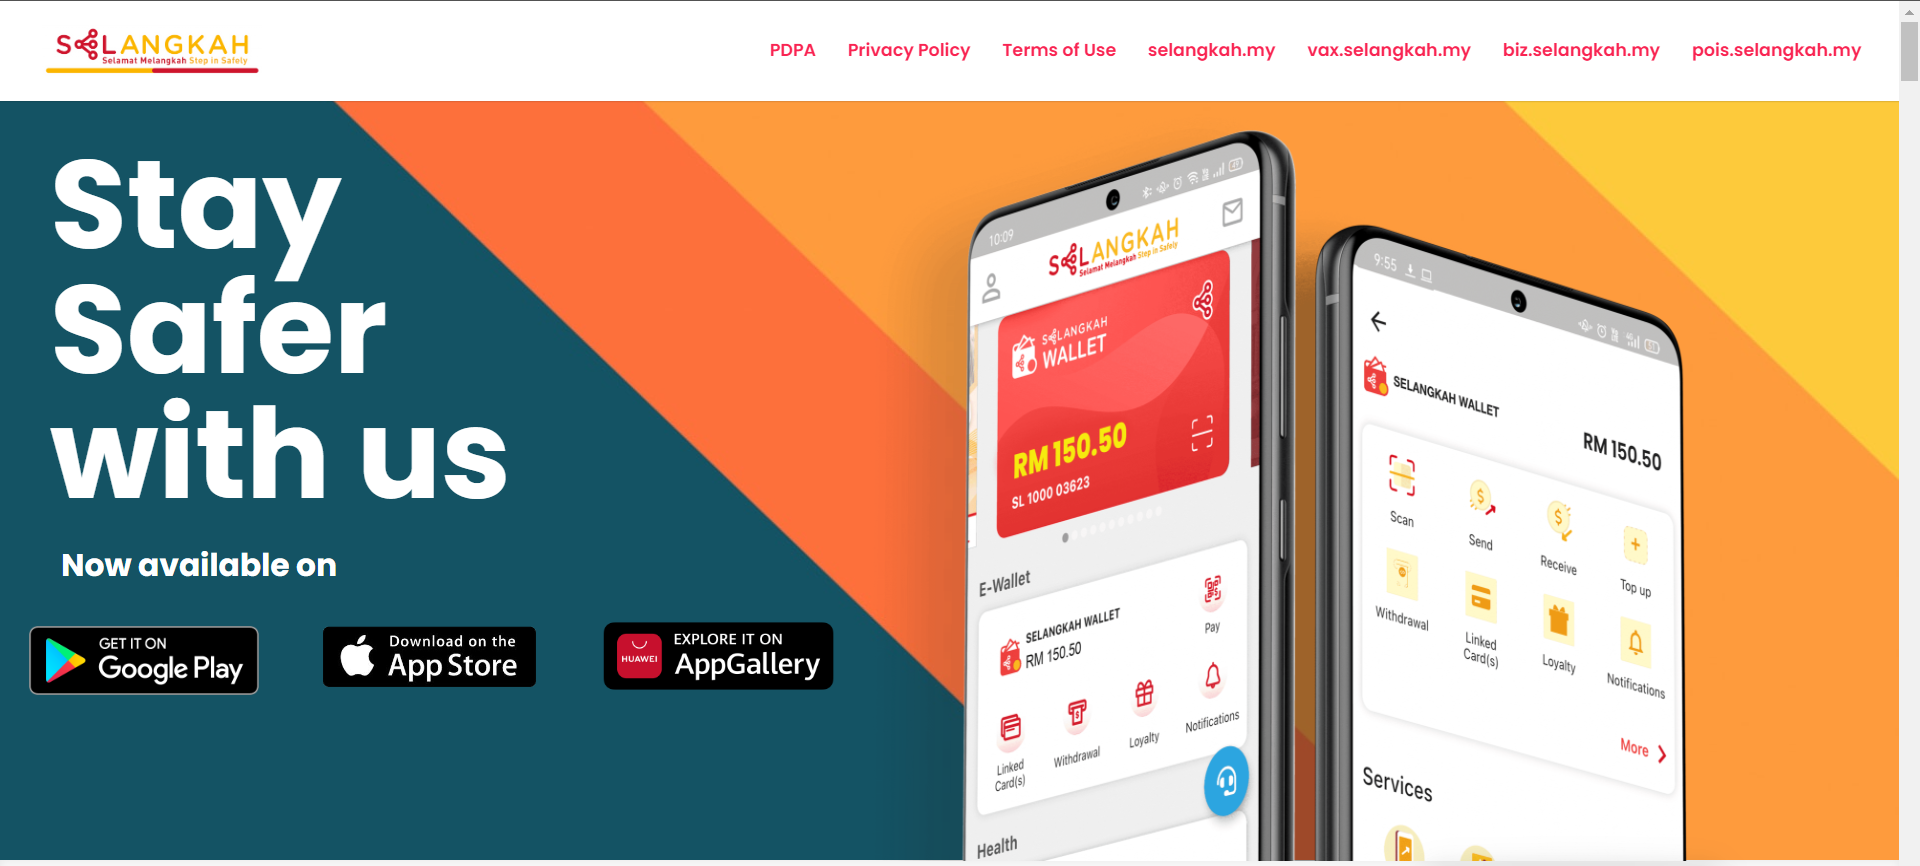 SELANGKAH
Selamat Melangkah Step in Safely
PDPA
Privacy Policy
Terms of Use
selangkah.my
vax.selangkah.my
biz.selangkah.my
pois.selangkah.my
Stay
Safer
with us
Now available on
GET IT ON
Google Play
Download on the
App Store
HUAWEI
EXPLORE IT ON
AppGallery
10:09
49
SELANGKAH
Selamat Melangkah Step in Safely
SELANGKAH
WALLET
RM 150.50
SL 1000 03623
E-Wallet
SELANGKAH WALLET
RM 150.50
Pay
Linked
Card(s)
Withdrawal
Loyalty
Notifications
Health
9:55
SELANGKAH WALLET
RM 150.50
Scan
Send
Receive
Top up
Withdrawal
Linked
Card(s)
Loyalty
Notifications
More
Services